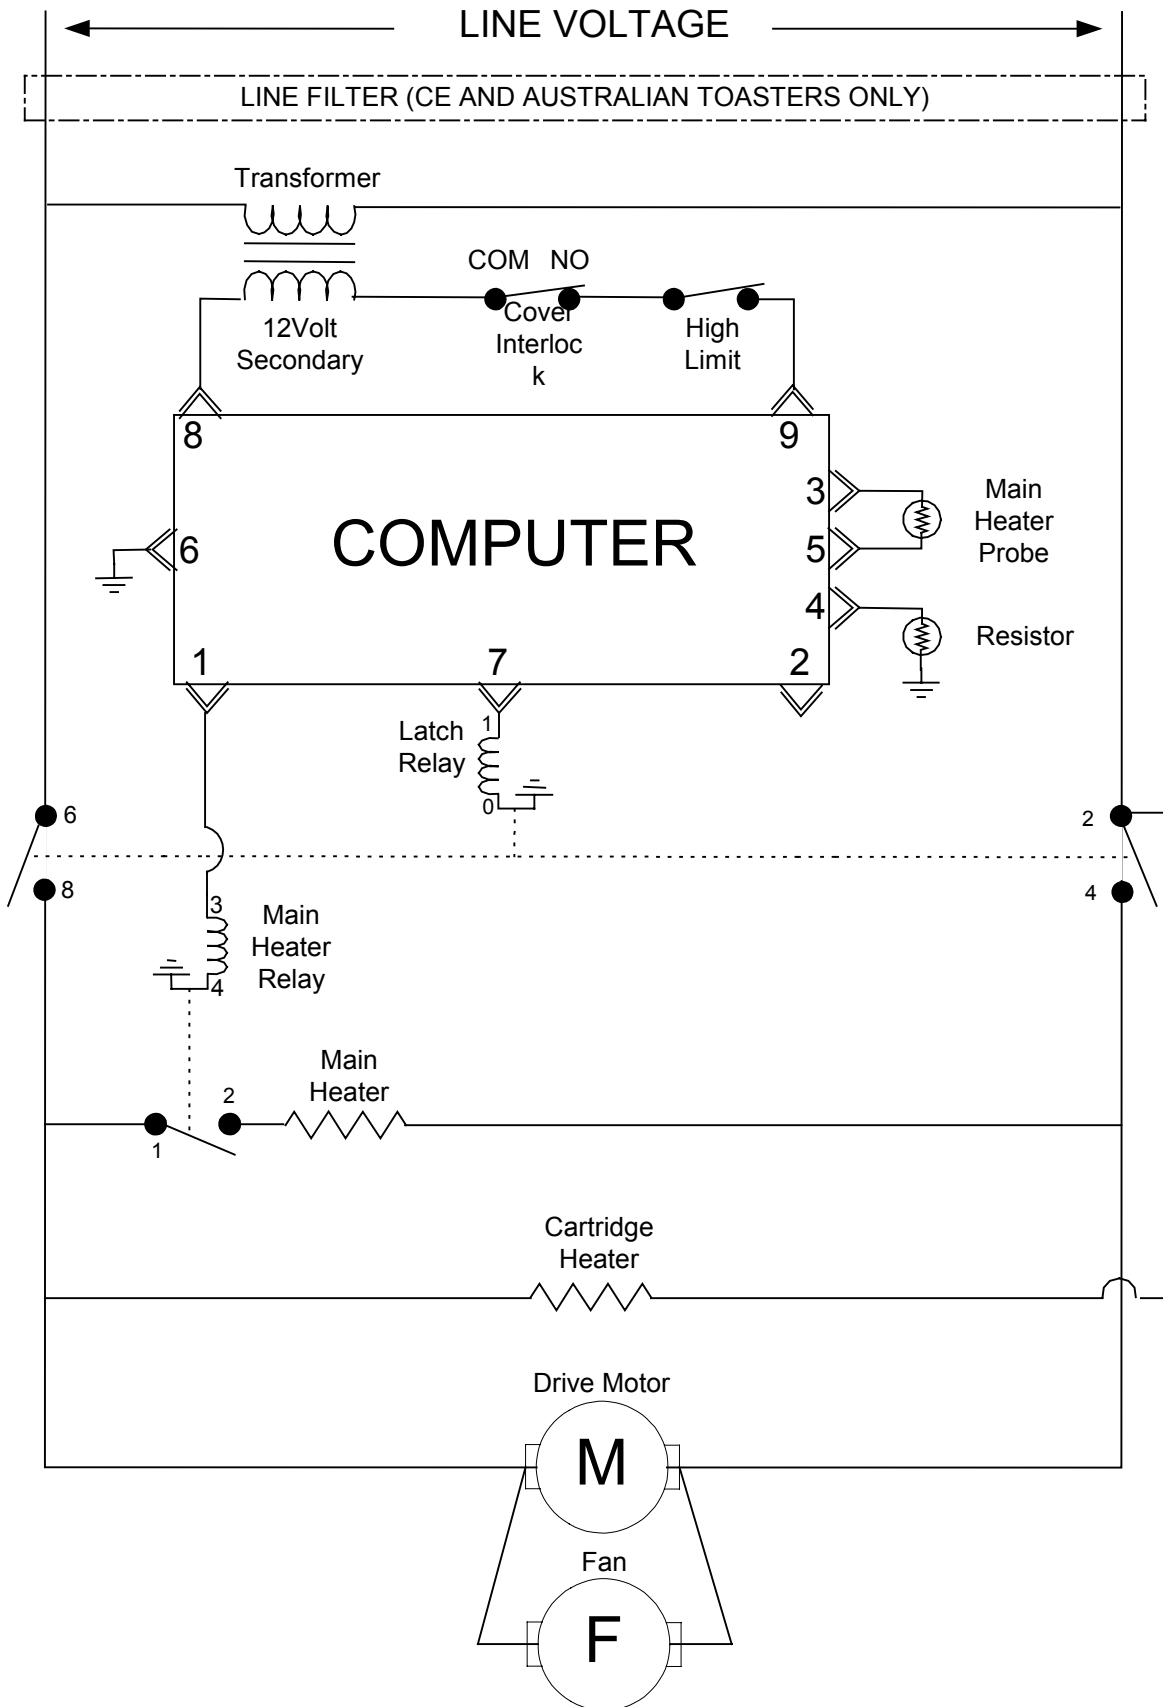 LINE VOLTAGE
LINE FILTER (CE AND AUSTRALIAN TOASTERS ONLY)
Transformer
COM NO
12Volt
Secondary
Cover
Interloc
k
High
Limit
8
9
3
Main
Heater
Probe
6
COMPUTER
5
4
Resistor
1
7
2
Latch
Relay
1
0
6
2
8
4
3
Main
Heater
Relay
4
Main
Heater
2
1
Cartridge
Heater
Drive Motor
M
Fan
F